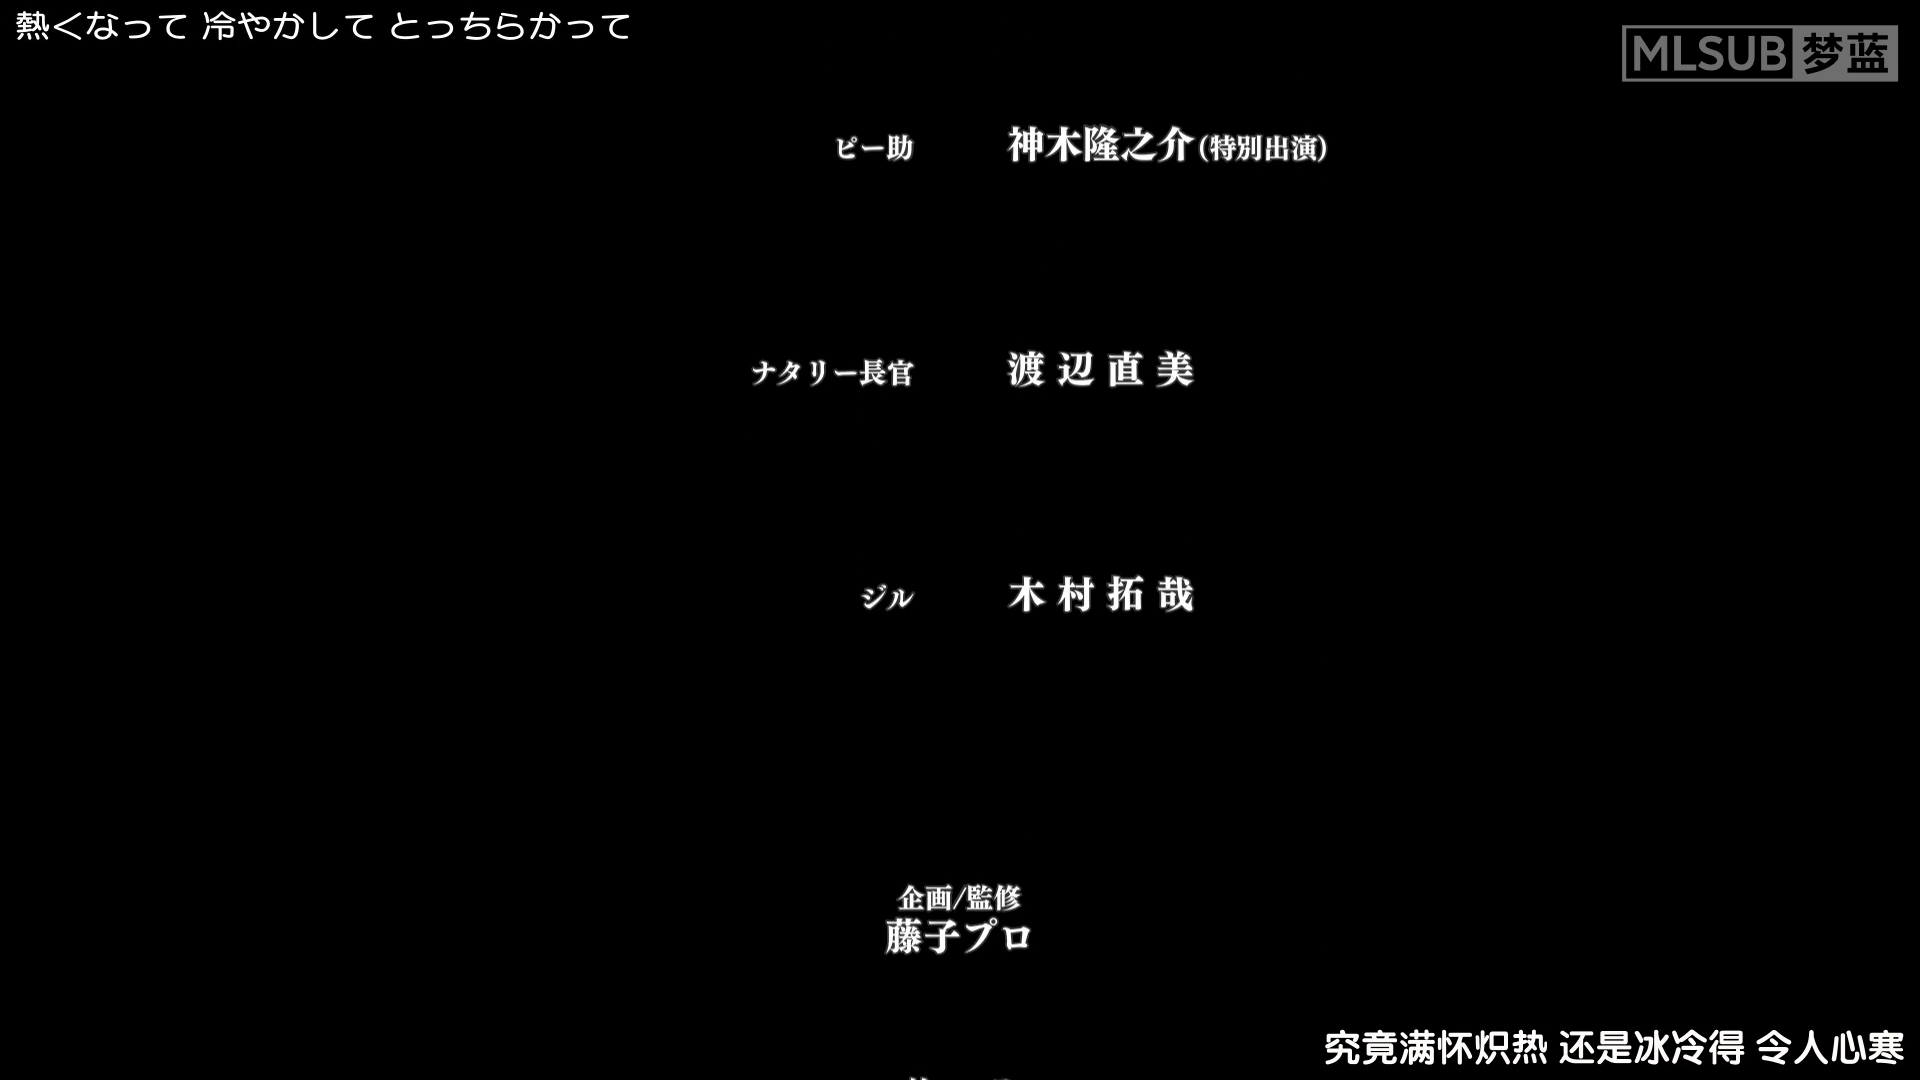 熱くなって 冷やかして とっちらかって
MLSUB 梦蓝
ピー助 神木隆之介(特別出演)
ナタリー長官 渡辺直美
ジル 木村拓哉
企画/監修
藤子プロ
究竟满怀炽热 还是冰冷得 令人心寒